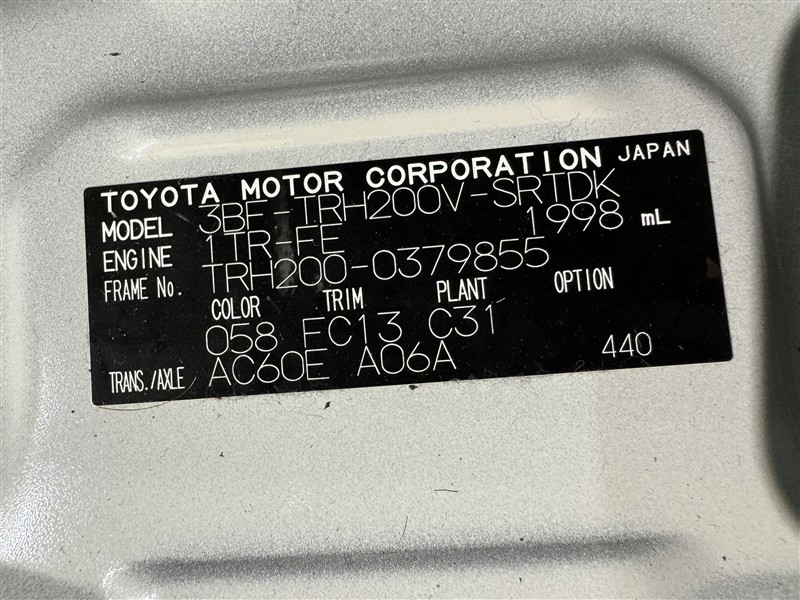 TOYOTA MOTOR CORPORATION JAPAN
MODEL 3BF-TRH200V-SRTDK
ENGINE 1TR-FE 1998 mL
FRAME No. TRH200-0379855
COLOR TRIM PLANT OPTION
058 FC13 C31
TRANS./AXLE AC60E A06A 440